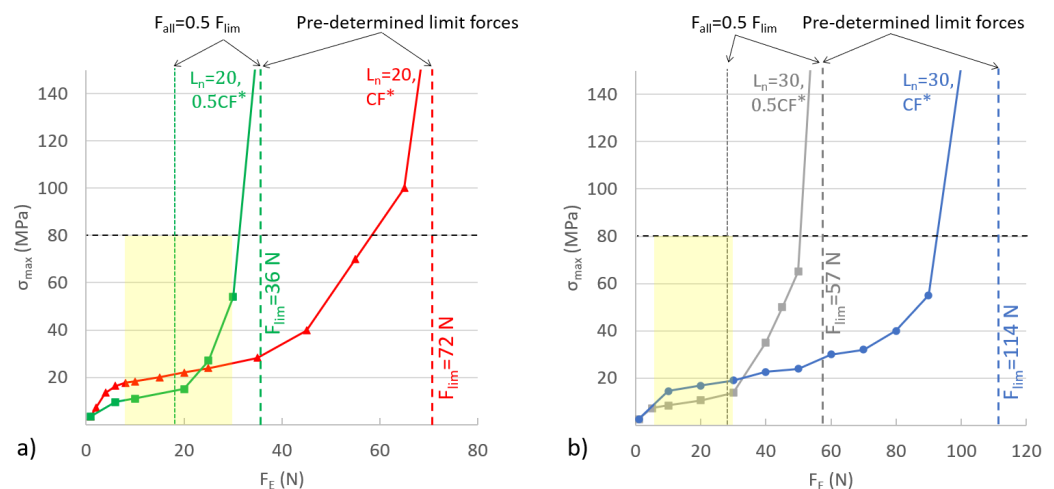 F_all=0.5 F_lim
Pre-determined limit forces
L_n=20,
0.5CF*
L_n=20,
CF*
140
120
100
80
60
40
20
σ_max (MPa)
F_lim=36 N
F_lim=72 N
0
20
40
60
80
F_E (N)
a)
F_all=0.5 F_lim
Pre-determined limit forces
L_n=30,
0.5CF*
L_n=30,
CF*
140
120
100
80
60
40
20
σ_max (MPa)
F_lim=57 N
F_lim=114 N
0
20
40
60
80
100
120
F_E (N)
b)